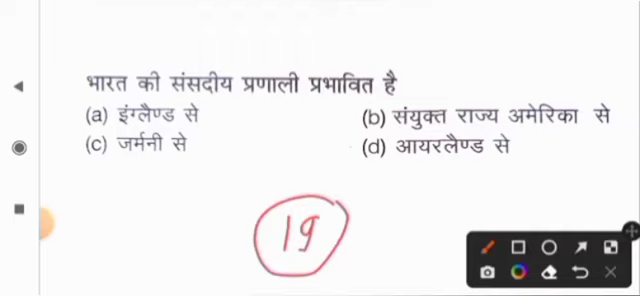 भारत की संसदीय प्रणाली प्रभावित है
(a) इंग्लैण्ड से (b) संयुक्त राज्य अमेरिका से
(c) जर्मनी से (d) आयरलैण्ड से
19